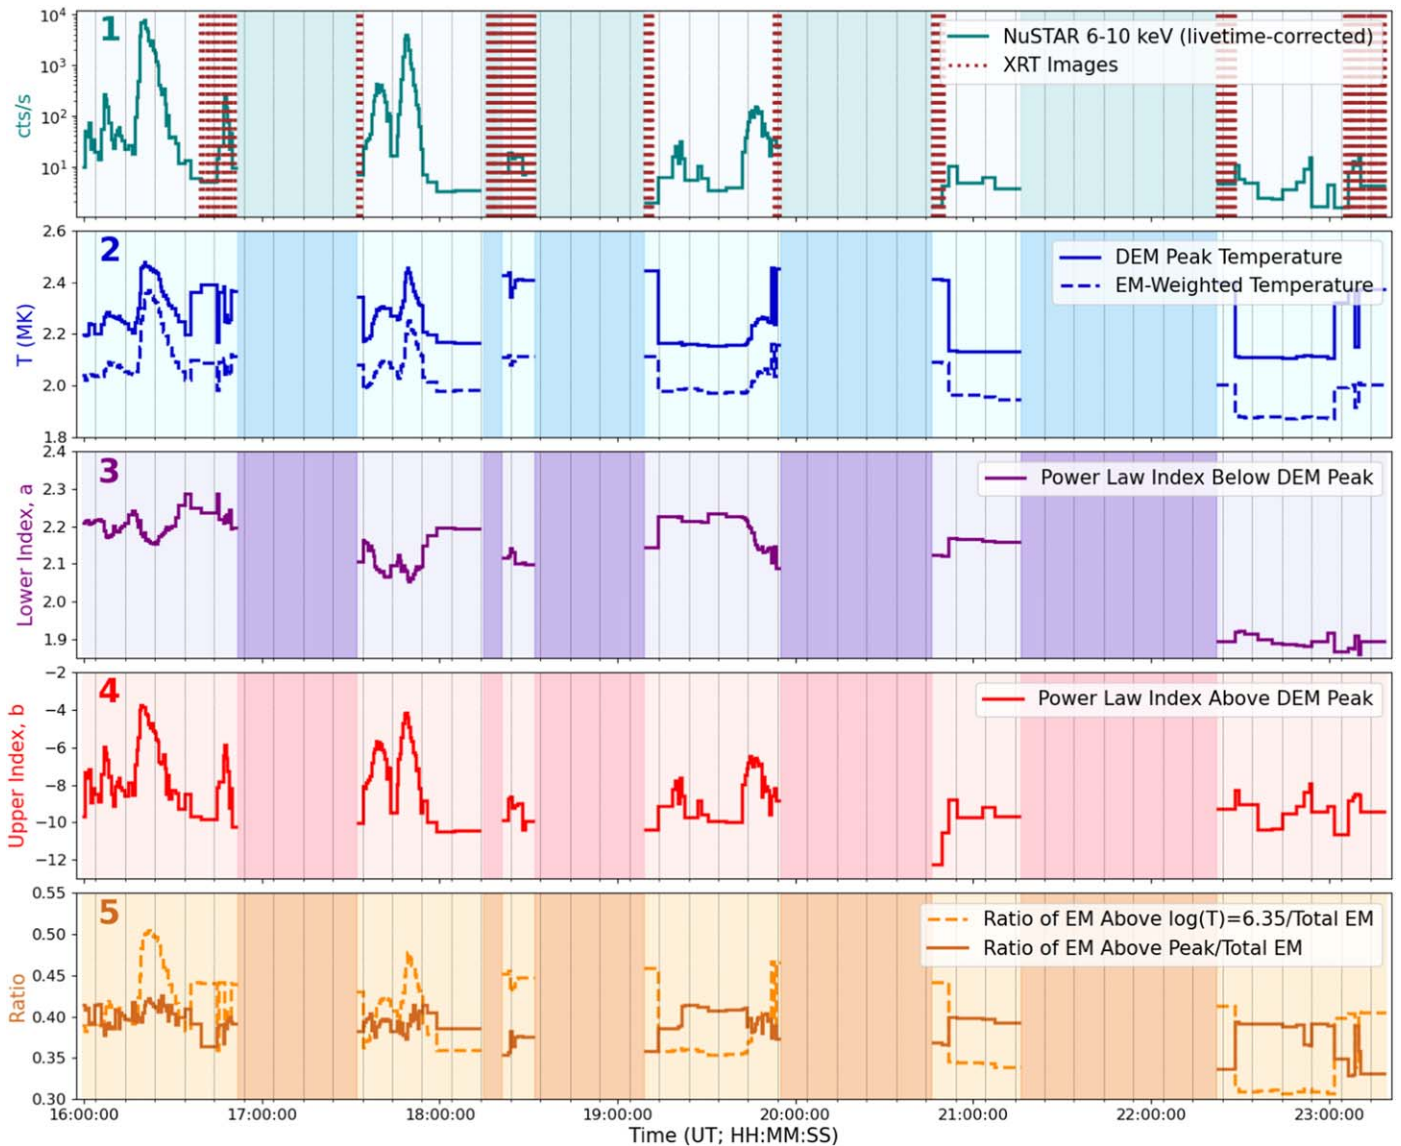 1
NuSTAR 6-10 keV (livetime-corrected)
XRT Images
10⁴
10³
10²
10¹
cts/s
2
DEM Peak Temperature
EM-Weighted Temperature
2.6
2.4
2.2
2.0
1.8
T (MK)
3
Power Law Index Below DEM Peak
2.4
2.3
2.2
2.1
2.0
1.9
Lower Index, a
4
Power Law Index Above DEM Peak
−2
−4
−6
−8
−10
−12
Upper Index, b
5
Ratio of EM Above log(T)=6.35/Total EM
Ratio of EM Above Peak/Total EM
0.55
0.50
0.45
0.40
0.35
0.30
Ratio
16:00:00 17:00:00 18:00:00 19:00:00 20:00:00 21:00:00 22:00:00 23:00:00
Time (UT; HH:MM:SS)